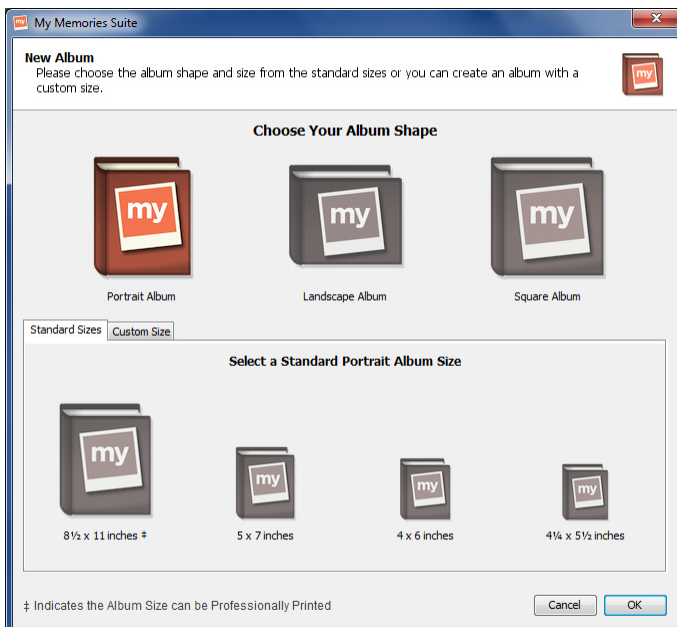 My Memories Suite
New Album
Please choose the album shape and size from the standard sizes or you can create an album with a
custom size.
my
Choose Your Album Shape
my
my
my
Portrait Album
Landscape Album
Square Album
Standard Sizes
Custom Size
Select a Standard Portrait Album Size
my
my
my
my
8½ x 11 inches ‡
5 x 7 inches
4 x 6 inches
4¼ x 5½ inches
‡ Indicates the Album Size can be Professionally Printed
Cancel
OK